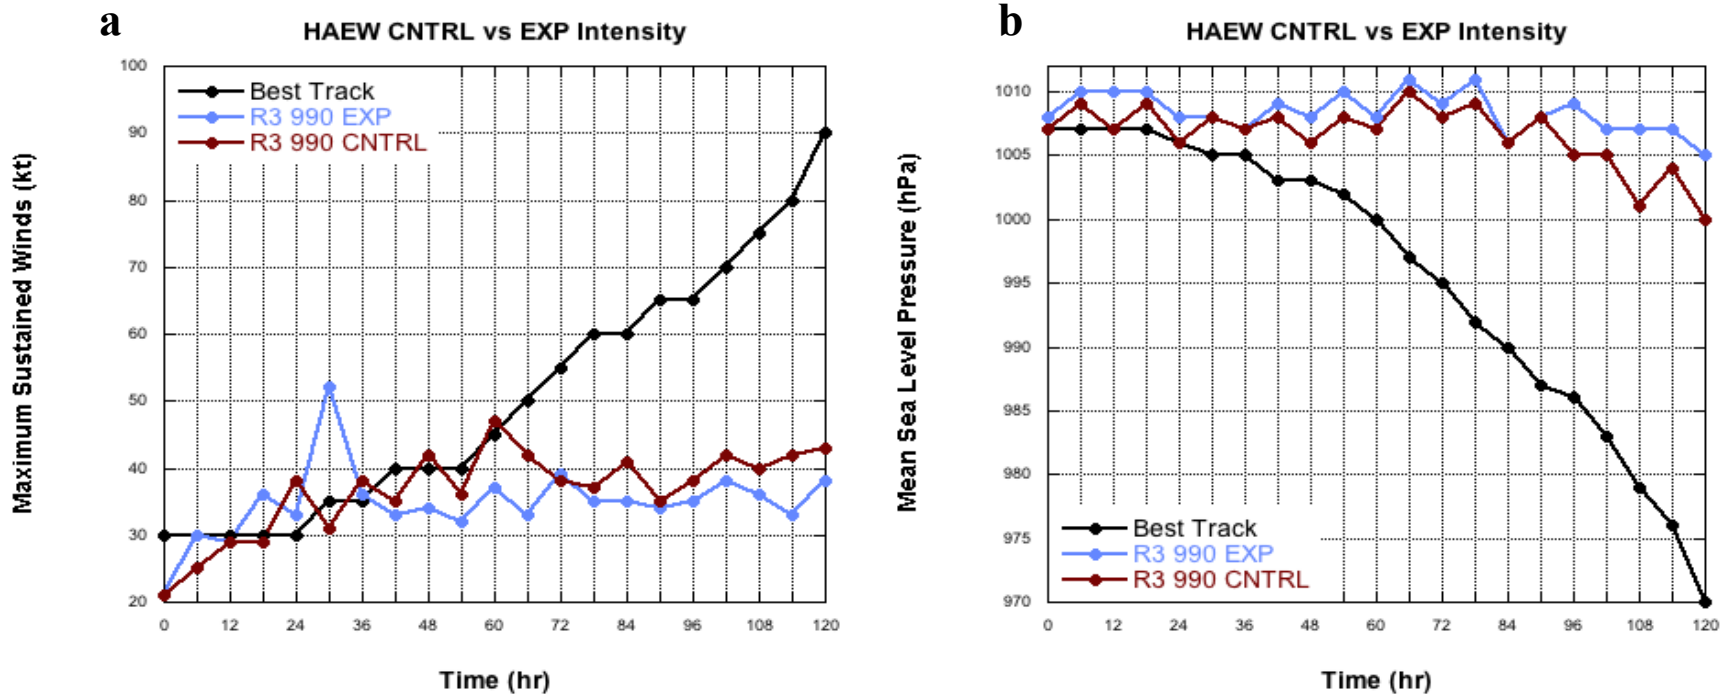 a
HAEW CNTRL vs EXP Intensity
Maximum Sustained Winds (kt)
100
90
80
70
60
50
40
30
20
Best Track
R3 990 EXP
R3 990 CNTRL
0 12 24 36 48 60 72 84 96 108 120
Time (hr)
b
HAEW CNTRL vs EXP Intensity
Mean Sea Level Pressure (hPa)
1010
1005
1000
995
990
985
980
975
970
Best Track
R3 990 EXP
R3 990 CNTRL
0 12 24 36 48 60 72 84 96 108 120
Time (hr)